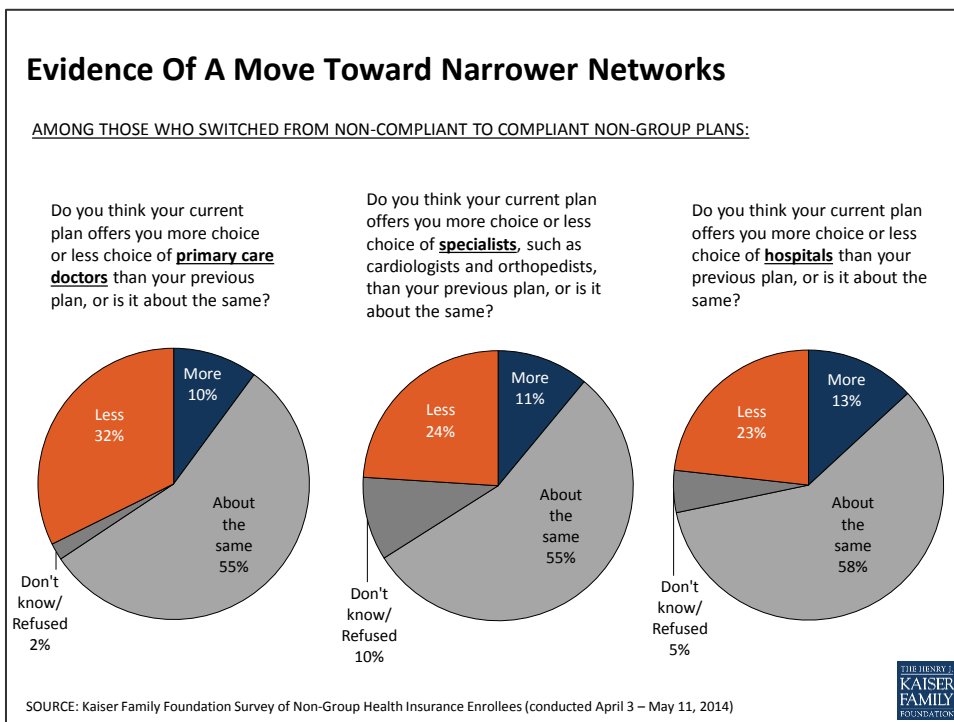 Evidence Of A Move Toward Narrower Networks
AMONG THOSE WHO SWITCHED FROM NON-COMPLIANT TO COMPLIANT NON-GROUP PLANS:
Do you think your current
plan offers you more choice
or less choice of primary care
doctors than your previous
plan, or is it about the same?
Do you think your current plan
offers you more choice or less
choice of specialists, such as
cardiologists and orthopedists,
than your previous plan, or is it
about the same?
Do you think your current plan
offers you more choice or less
choice of hospitals than your
previous plan, or is it about the
same?
More
10%
Less
32%
About
the
same
55%
Don't
know/
Refused
2%
More
11%
Less
24%
About
the
same
55%
Don't
know/
Refused
10%
More
13%
Less
23%
About
the
same
58%
Don't
know/
Refused
5%
SOURCE: Kaiser Family Foundation Survey of Non-Group Health Insurance Enrollees (conducted April 3 – May 11, 2014)
THE HENRY J.
KAISER
FAMILY
FOUNDATION